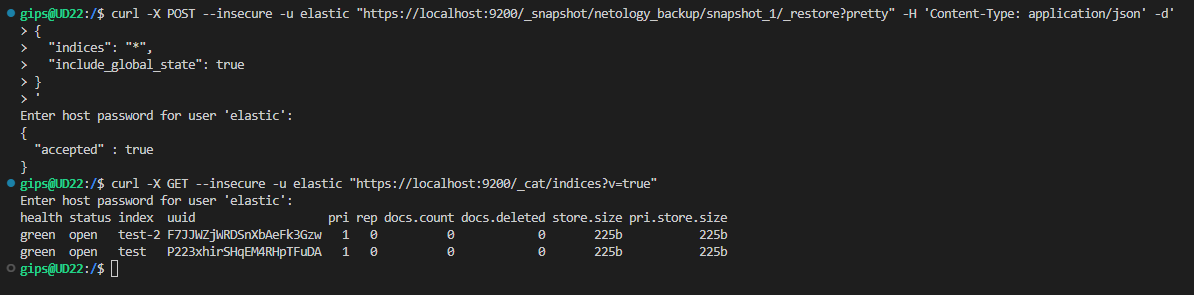 gips@UD22:/$ curl -X POST --insecure -u elastic "https://localhost:9200/_snapshot/netology_backup/snapshot_1/_restore?pretty" -H 'Content-Type: application/json' -d'
> {
>   "indices": "*",
>   "include_global_state": true
> }
> '
Enter host password for user 'elastic':
{
  "accepted" : true
}
gips@UD22:/$ curl -X GET --insecure -u elastic "https://localhost:9200/_cat/indices?v=true"
Enter host password for user 'elastic':
health status index  uuid                   pri rep docs.count docs.deleted store.size pri.store.size
green  open   test-2 F7JJWZjWRDSnXbAeFk3Gzw   1   0          0            0       225b           225b
green  open   test   P223xhirSHqEM4RHpTFuDA   1   0          0            0       225b           225b
gips@UD22:/$